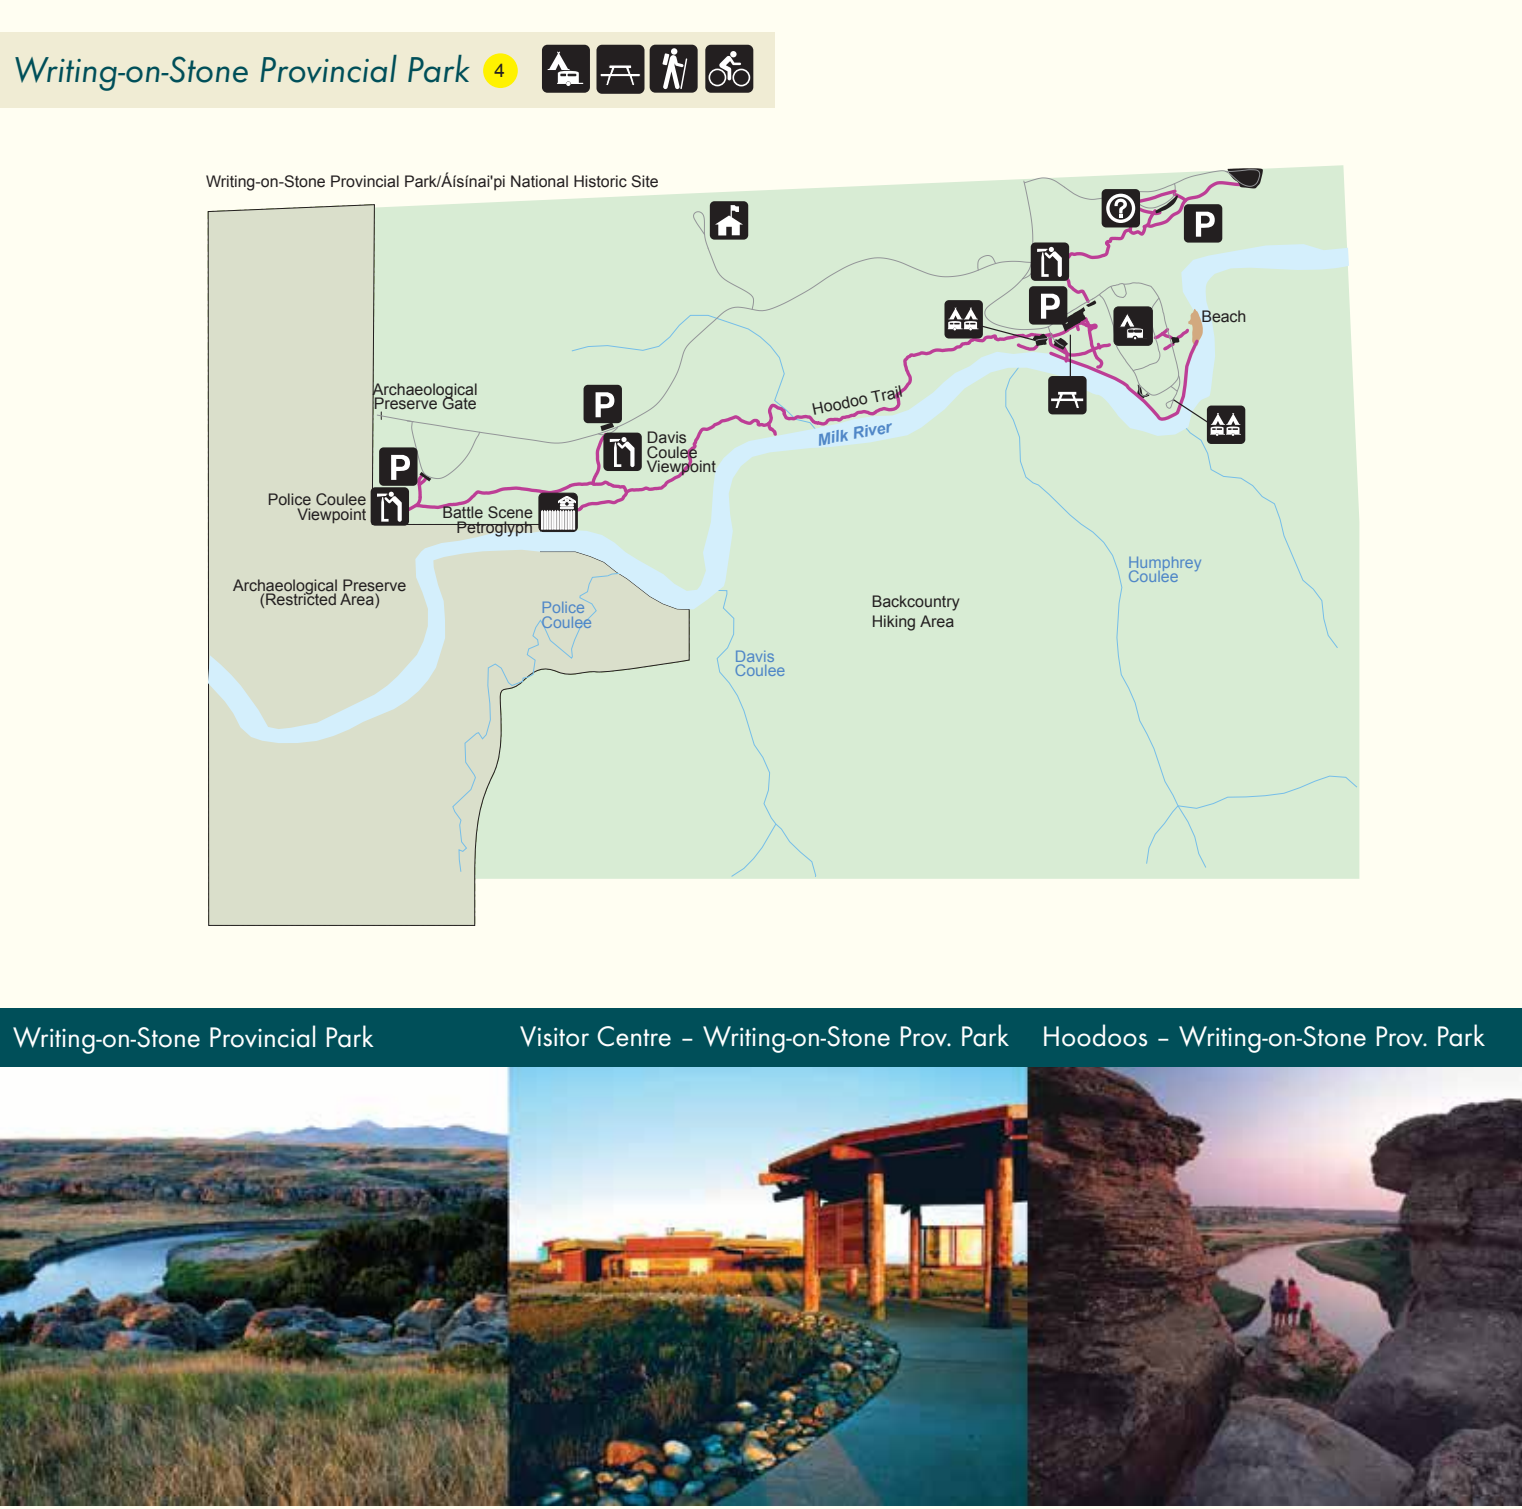 Writing-on-Stone Provincial Park 4
Writing-on-Stone Provincial Park/Áísínai'pi National Historic Site
?
P
P
Beach
Archaeological
Preserve Gate
P
Hoodoo Trail
Milk River
Davis
Coulee
Viewpoint
P
Police Coulee
Viewpoint
Battle Scene
Petroglyph
Archaeological Preserve
(Restricted Area)
Police
Coulee
Backcountry
Hiking Area
Humphrey
Coulee
Davis
Coulee
Writing-on-Stone Provincial Park
Visitor Centre – Writing-on-Stone Prov. Park
Hoodoos – Writing-on-Stone Prov. Park